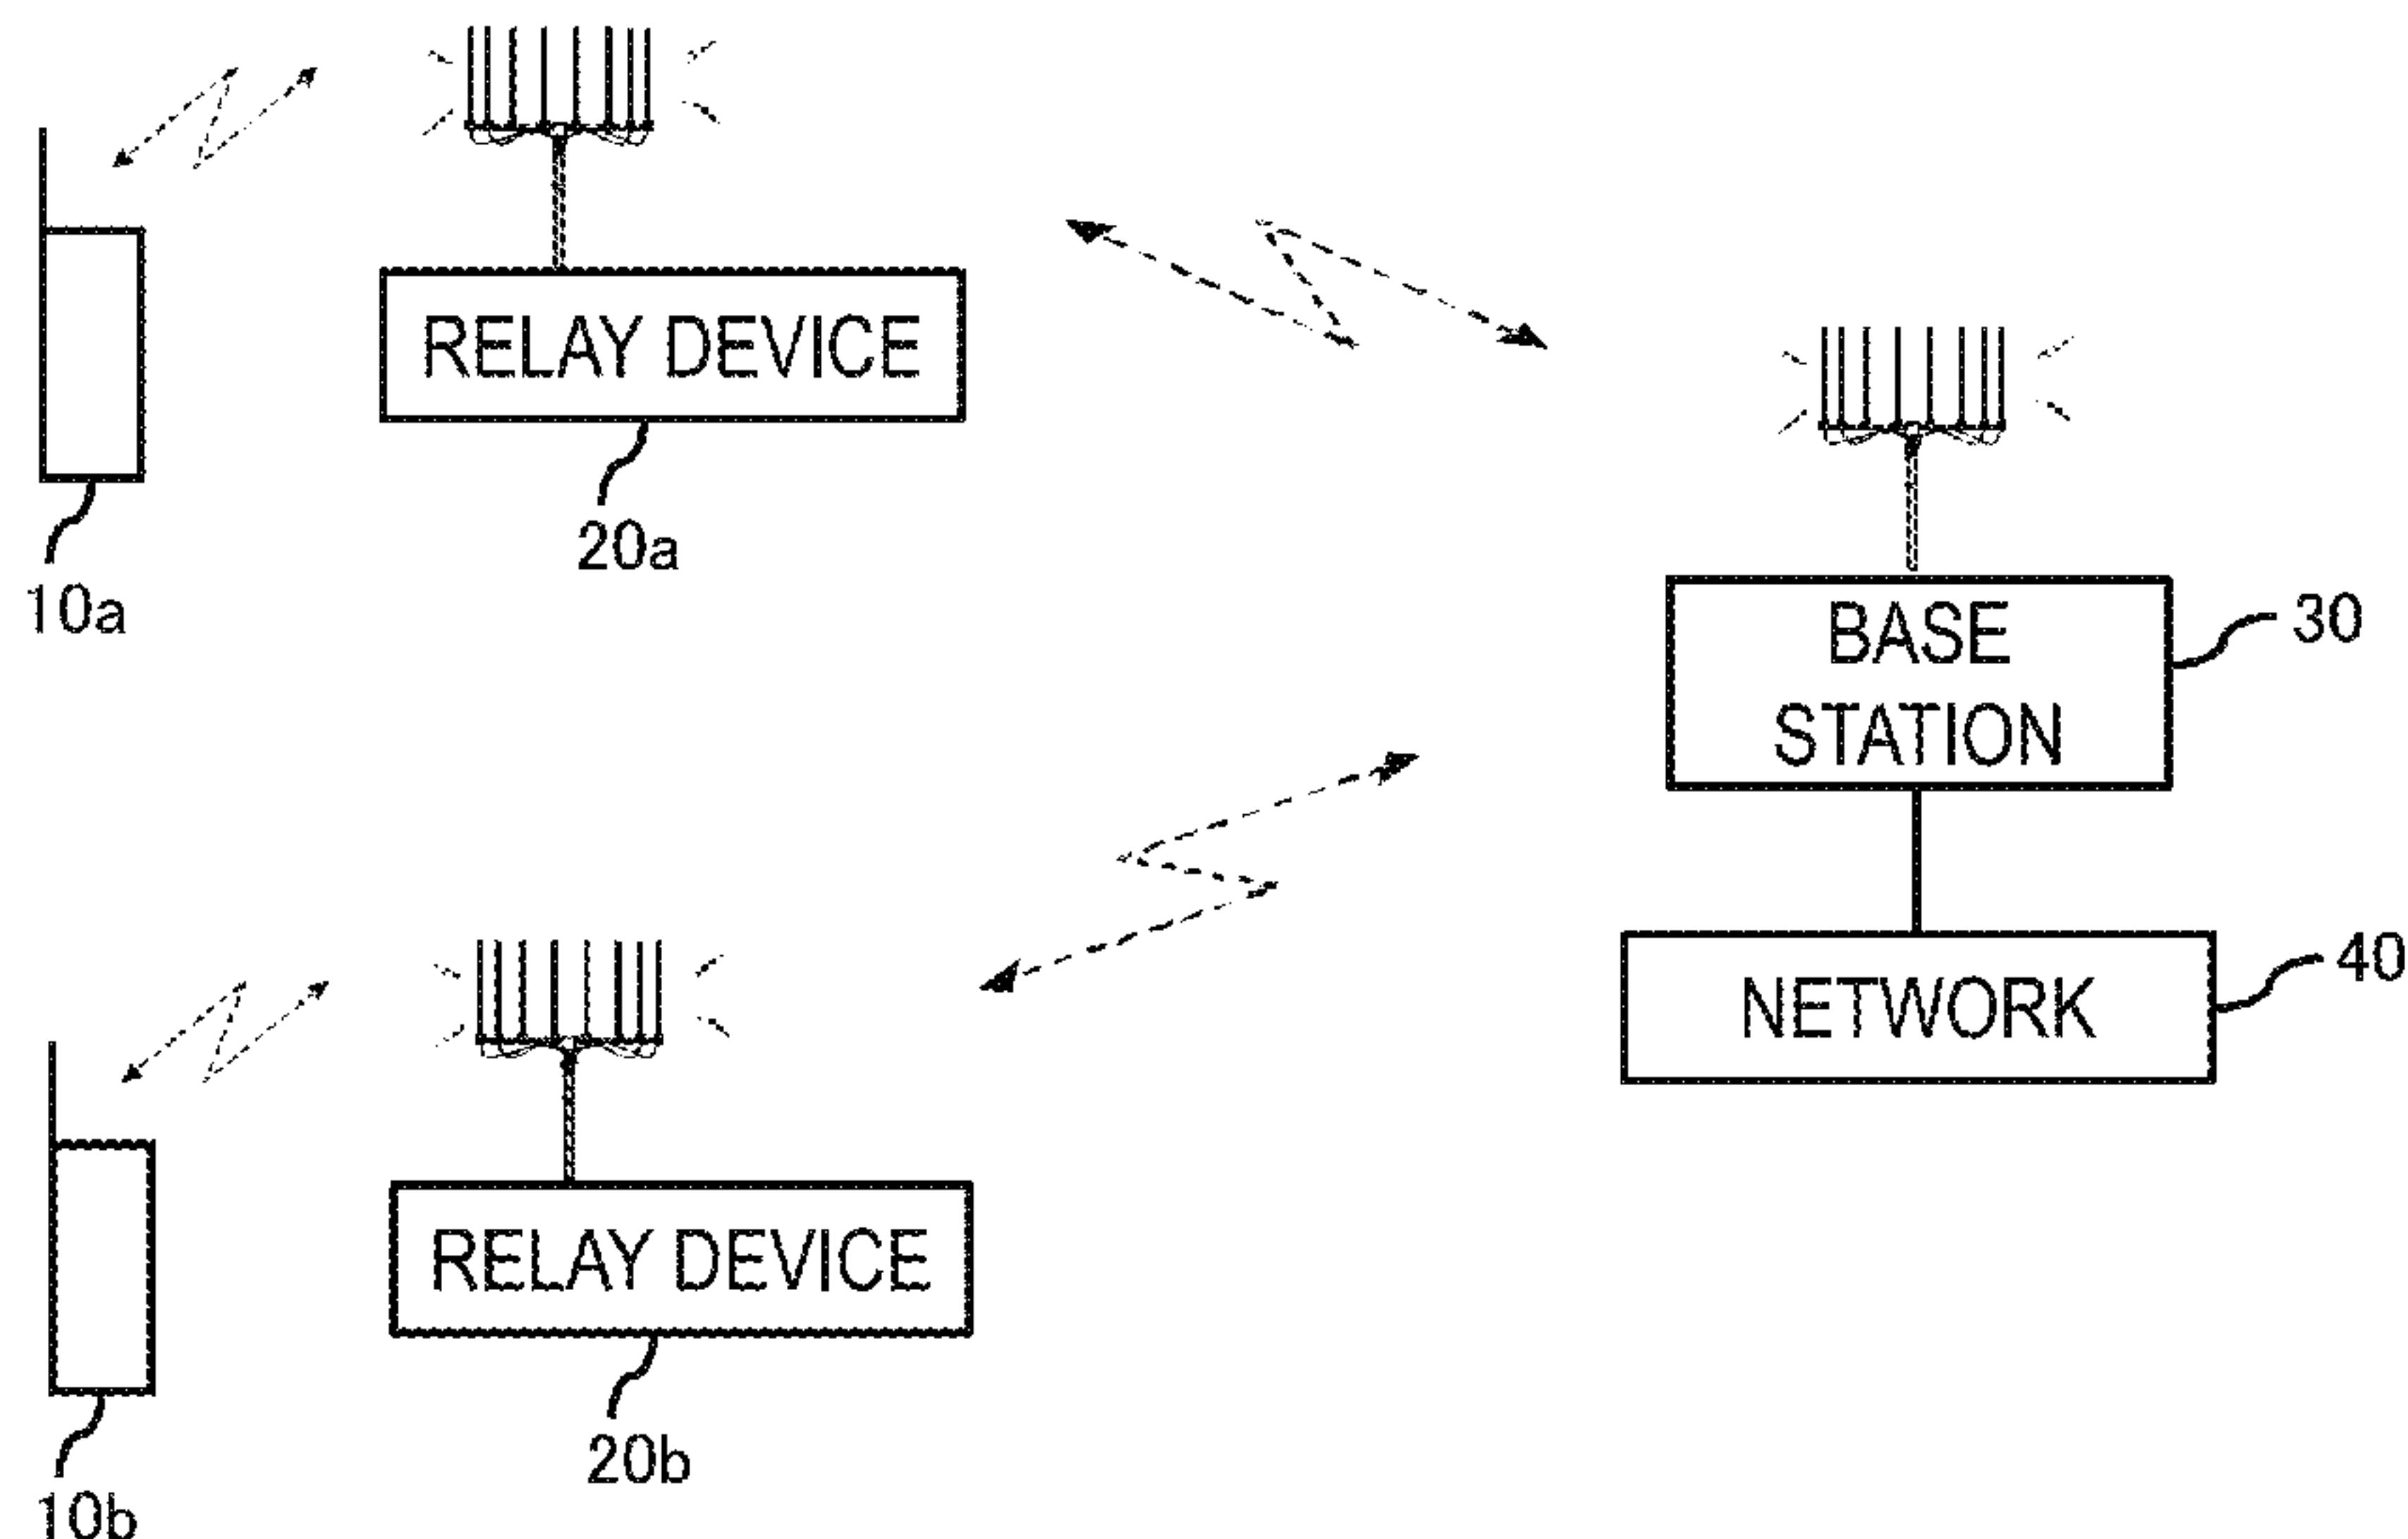 RELAY DEVICE
20a
10a
BASE
STATION
30
NETWORK
40
RELAY DEVICE
20b
10b